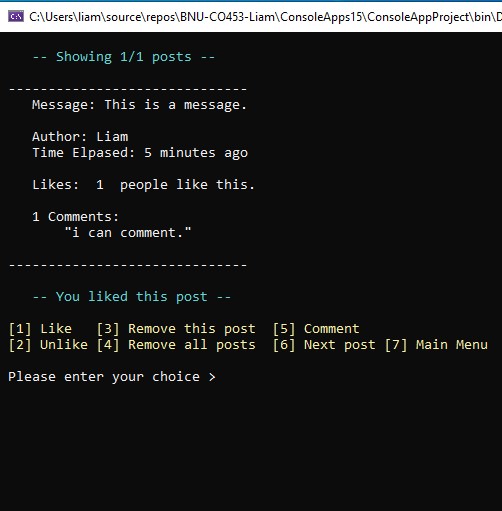 C:\Users\liam\source\repos\BNU-CO453-Liam\ConsoleApps15\ConsoleAppProject\bin\D
-- Showing 1/1 posts --
------------------------------
Message: This is a message.
Author: Liam
Time Elpased: 5 minutes ago
Likes:  1  people like this.
1 Comments:
"i can comment."
------------------------------
-- You liked this post --
[1] Like   [3] Remove this post  [5] Comment
[2] Unlike [4] Remove all posts  [6] Next post [7] Main Menu
Please enter your choice >